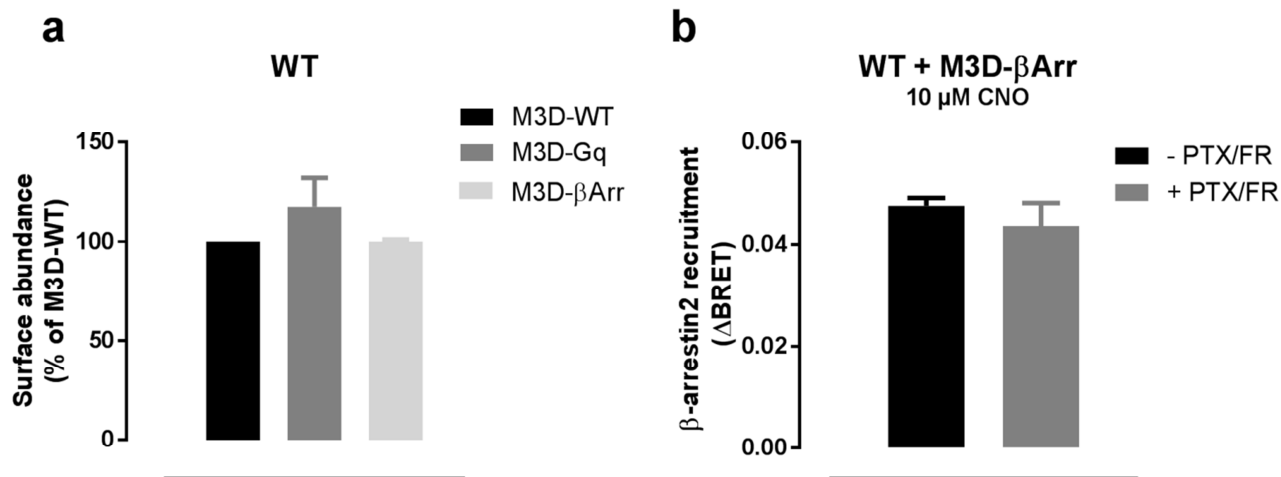 a
WT
M3D-WT
M3D-Gq
M3D-βArr
Surface abundance
(% of M3D-WT)
150
100
50
0
b
WT + M3D-βArr
10 µM CNO
- PTX/FR
+ PTX/FR
β-arrestin2 recruitment
(ΔBRET)
0.06
0.04
0.02
0.00